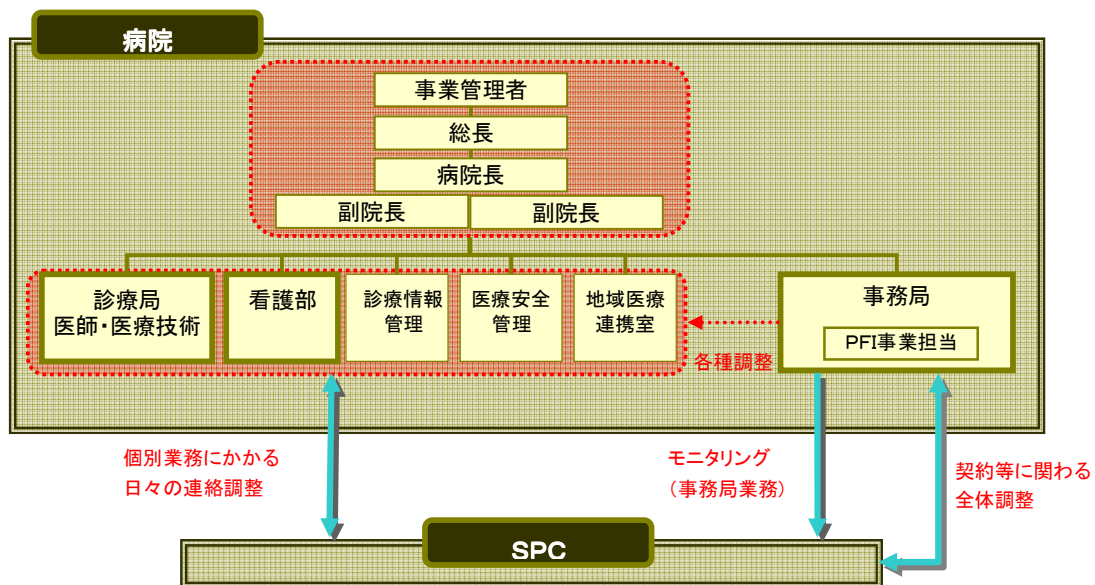 病院
事業管理者
総長
病院長
副院長
副院長
診療局
医師・医療技術
看護部
診療情報
管理
医療安全
管理
地域医療
連携室
事務局
PFI事業担当
各種調整
個別業務にかかる
日々の連絡調整
モニタリング
(事務局業務)
契約等に関わる
全体調整
SPC